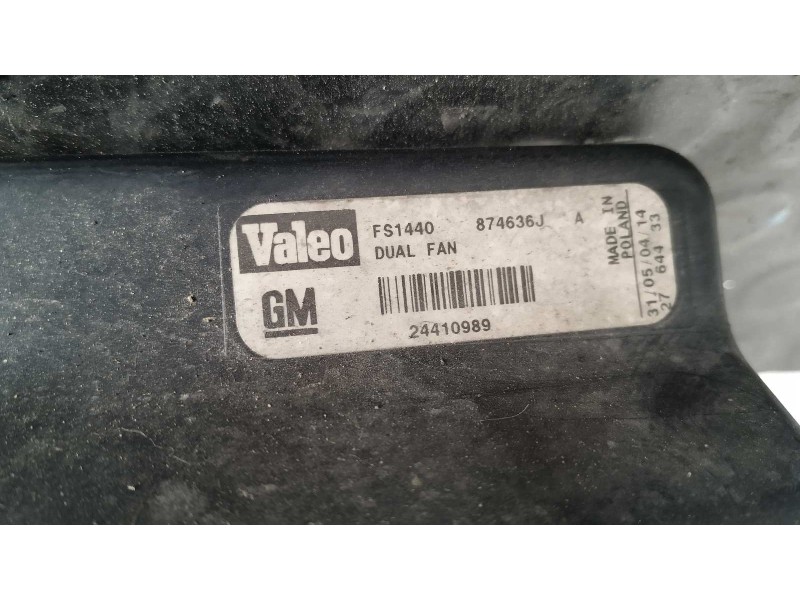 Valeo
FS1440 874636J A
DUAL FAN
GM
24410989
MADE IN
POLAND
31/05/04/14
27 644 33